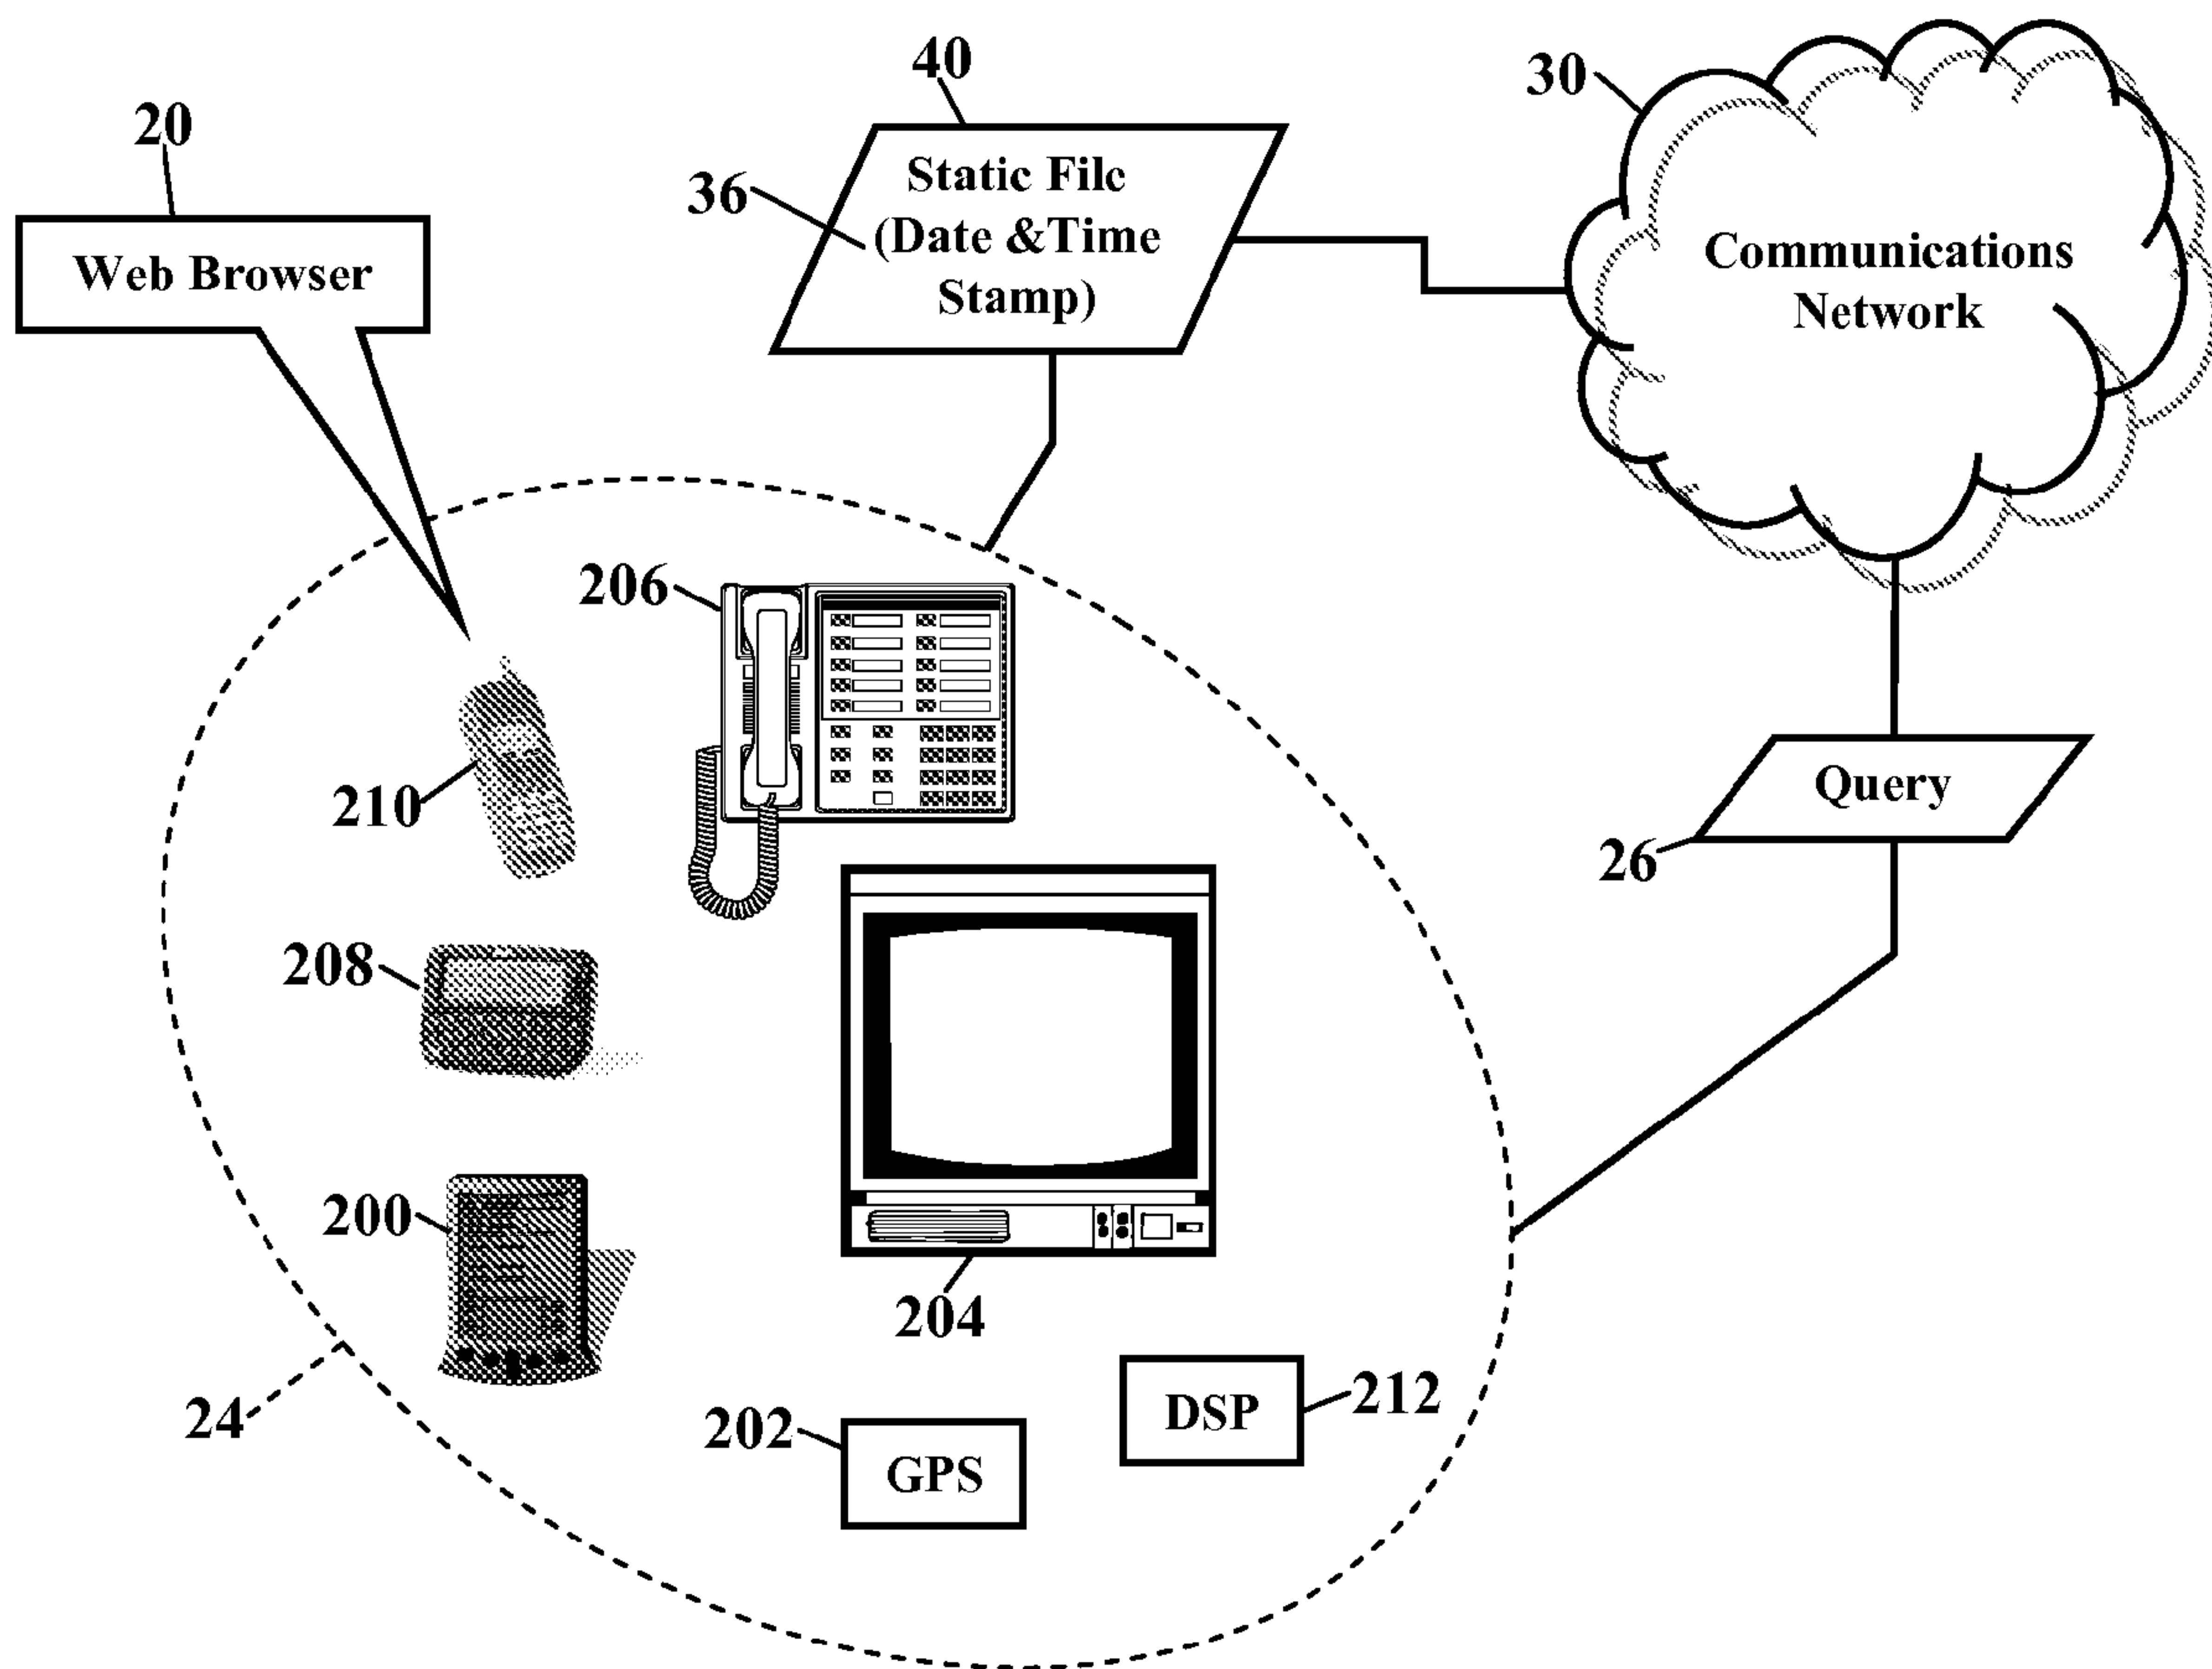 40
30
20
Static File
36
(Date &Time
Stamp)
Communications
Network
Web Browser
206
210
Query
26
208
200
204
24
202
GPS
DSP
212